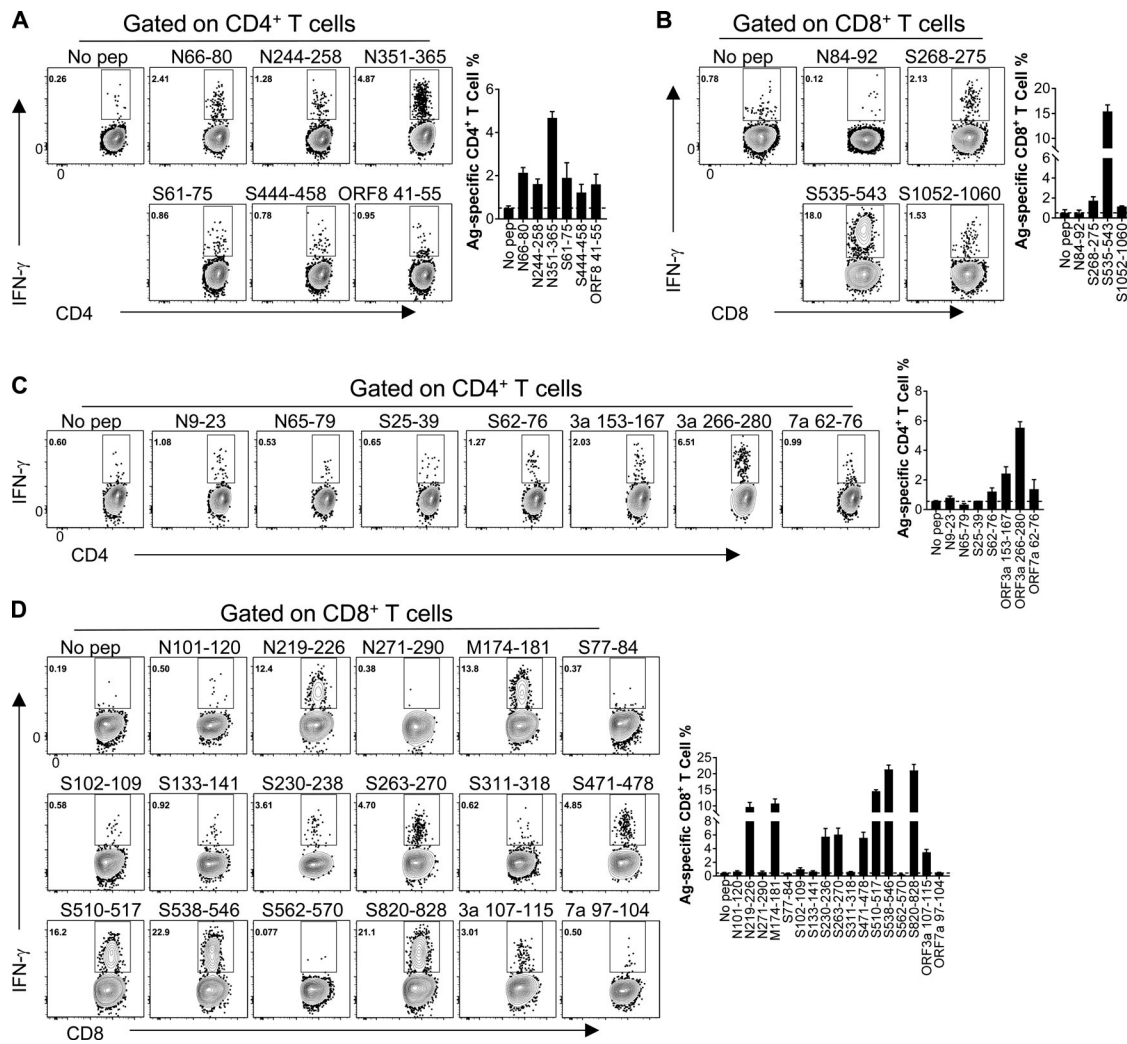 A
Gated on CD4+ T cells
No pep N66-80 N244-258 N351-365
0.26 2.41 1.28 4.87
0
0
S61-75 S444-458 ORF8 41-55
0.86 0.78 0.95
IFN-γ
CD4
Ag-specific CD4+ T Cell %
6
4
2
0
No pep
N66-80
N244-258
N351-365
S61-75
S444-458
ORF8 41-55
B
Gated on CD8+ T cells
No pep N84-92 S268-275
0.78 0.12 2.13
0
0
S535-543 S1052-1060
18.0 1.53
IFN-γ
CD8
Ag-specific CD8+ T Cell %
20
15
10
6
4
2
0
No pep
N84-92
S268-275
S535-543
S1052-1060
C
Gated on CD4+ T cells
No pep N9-23 N65-79 S25-39 S62-76 3a 153-167 3a 266-280 7a 62-76
0.60 1.08 0.53 0.65 1.27 2.03 6.51 0.99
0
0
IFN-γ
CD4
Ag-specific CD4+ T Cell %
8
6
4
2
0
No pep
N9-23
N65-79
S25-39
S62-76
ORF3a 153-167
ORF3a 266-280
ORF7a 62-76
D
Gated on CD8+ T cells
No pep N101-120 N219-226 N271-290 M174-181 S77-84
0.19 0.50 12.4 0.38 13.8 0.37
0
0
S102-109 S133-141 S230-238 S263-270 S311-318 S471-478
0.58 0.92 3.61 4.70 0.62 4.85
S510-517 S538-546 S562-570 S820-828 3a 107-115 7a 97-104
16.2 22.9 0.077 21.1 3.01 0.50
IFN-γ
CD8
Ag-specific CD8+ T Cell %
25
20
15
10
6
4
2
0
No pep
N101-120
N219-226
N271-290
M174-181
S77-84
S102-109
S133-141
S230-236
S263-270
S311-318
S471-478
S510-517
S538-546
S562-570
S820-828
ORF3a 107-115
ORF7a 97-104